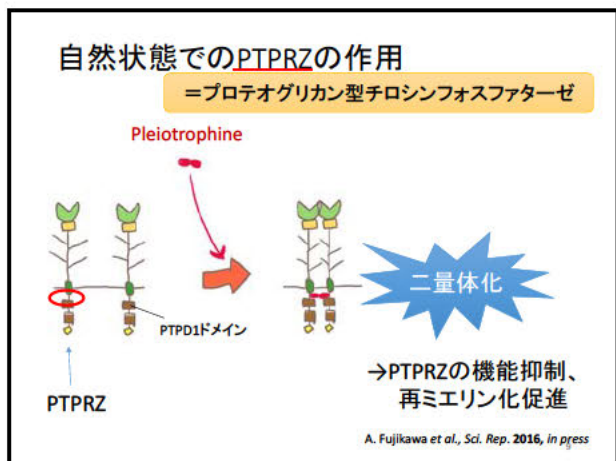 自然状態でのPTPRZの作用
＝プロテオグリカン型チロシンフォスファターゼ
Pleiotrophine
二量体化
PTPD1ドメイン
PTPRZ
→PTPRZの機能抑制、
再ミエリン化促進
A. Fujikawa et al., Sci. Rep. 2016, in press